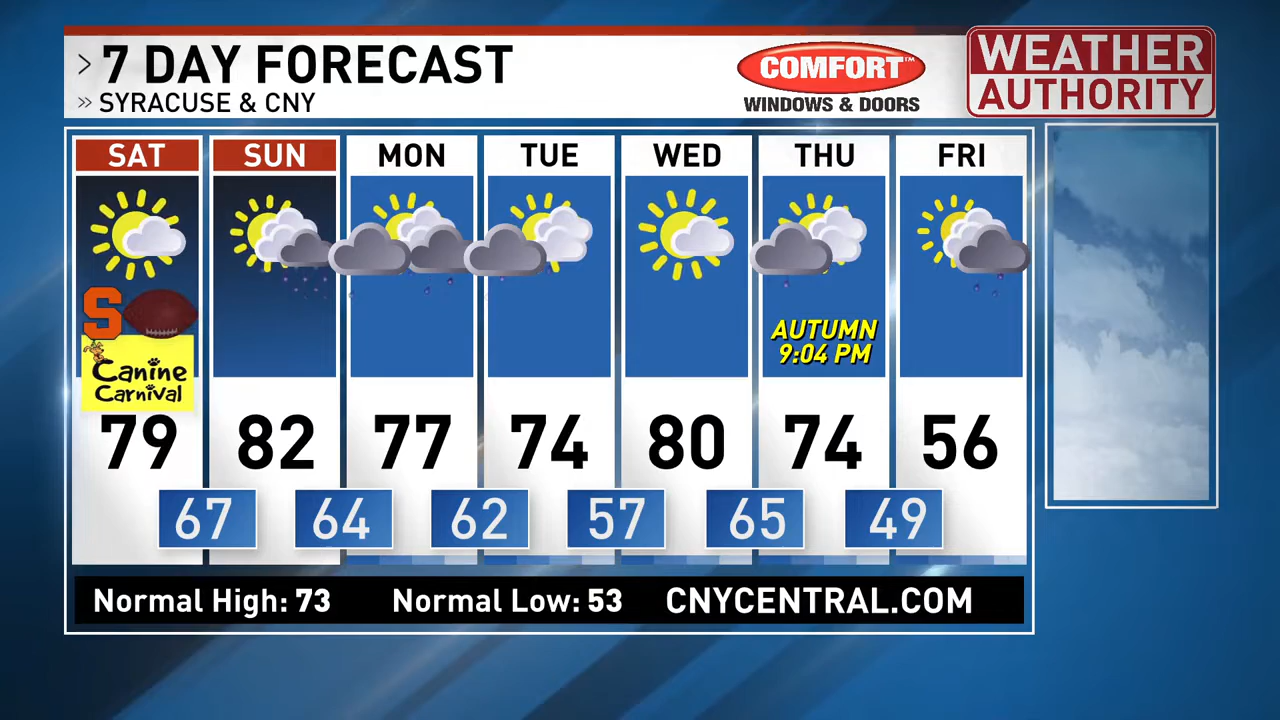 > 7 DAY FORECAST
» SYRACUSE & CNY
COMFORT™
WINDOWS & DOORS
WEATHER
AUTHORITY
SAT SUN MON TUE WED THU FRI
S
Canine
Carnival
AUTUMN
9:04 PM
79 82 77 74 80 74 56
67 64 62 57 65 49
Normal High: 73 Normal Low: 53 CNYCENTRAL.COM